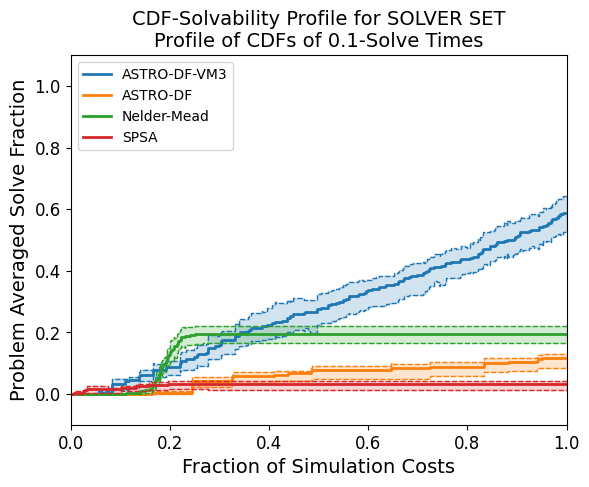 CDF-Solvability Profile for SOLVER SET
Profile of CDFs of 0.1-Solve Times
ASTRO-DF-VM3
ASTRO-DF
Nelder-Mead
SPSA
Problem Averaged Solve Fraction
1.0
0.8
0.6
0.4
0.2
0.0
0.0 0.2 0.4 0.6 0.8 1.0
Fraction of Simulation Costs